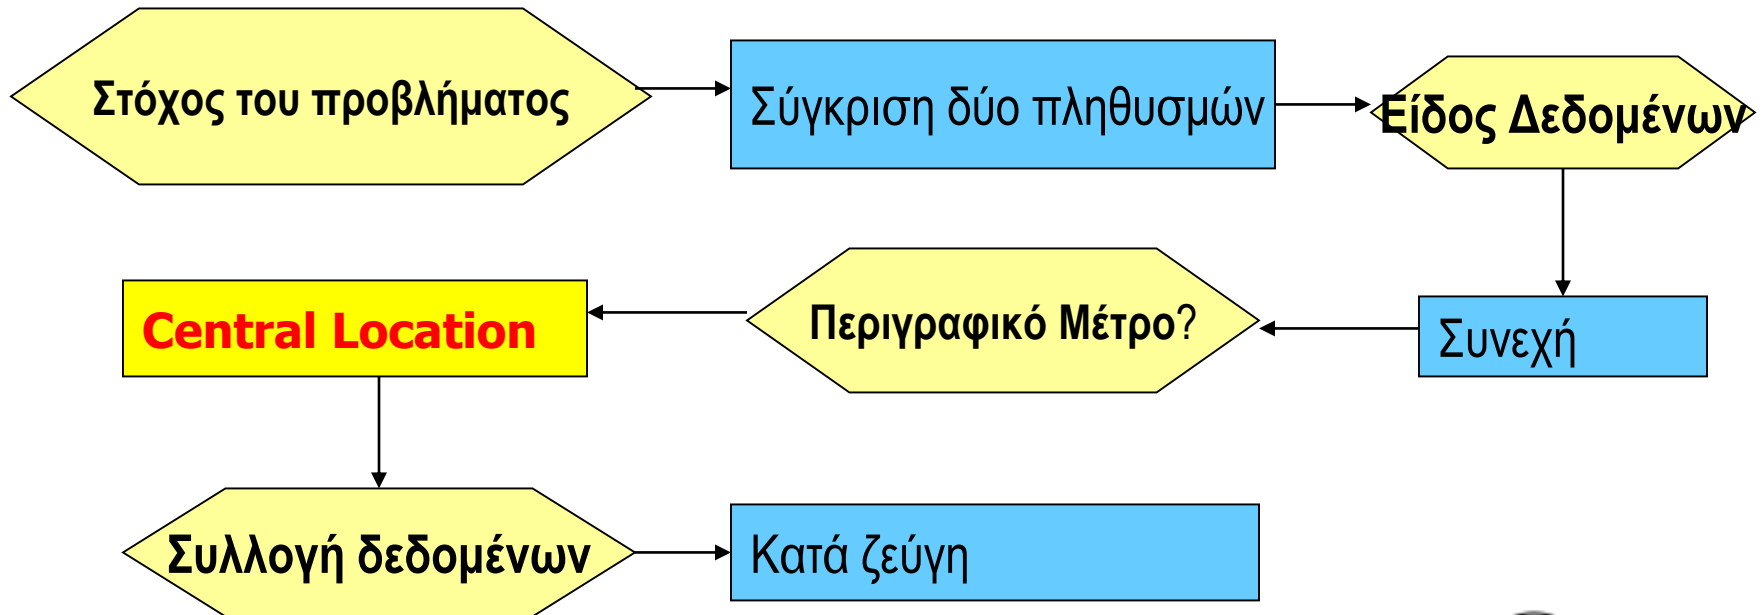 Στόχος του προβλήματος
Σύγκριση δύο πληθυσμών
Είδος Δεδομένων
Συνεχή
Περιγραφικό Μέτρο?
Central Location
Συλλογή δεδομένων
Κατά ζεύγη